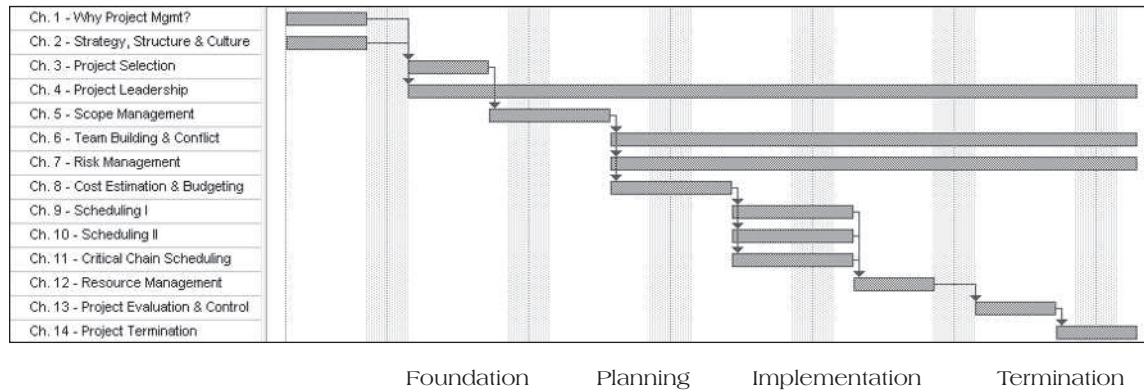 Ch. 1 - Why Project Mgmt?
Ch. 2 - Strategy, Structure & Culture
Ch. 3 - Project Selection
Ch. 4 - Project Leadership
Ch. 5 - Scope Management
Ch. 6 - Team Building & Conflict
Ch. 7 - Risk Management
Ch. 8 - Cost Estimation & Budgeting
Ch. 9 - Scheduling I
Ch. 10 - Scheduling II
Ch. 11 - Critical Chain Scheduling
Ch. 12 - Resource Management
Ch. 13 - Project Evaluation & Control
Ch. 14 - Project Termination
Foundation Planning Implementation Termination